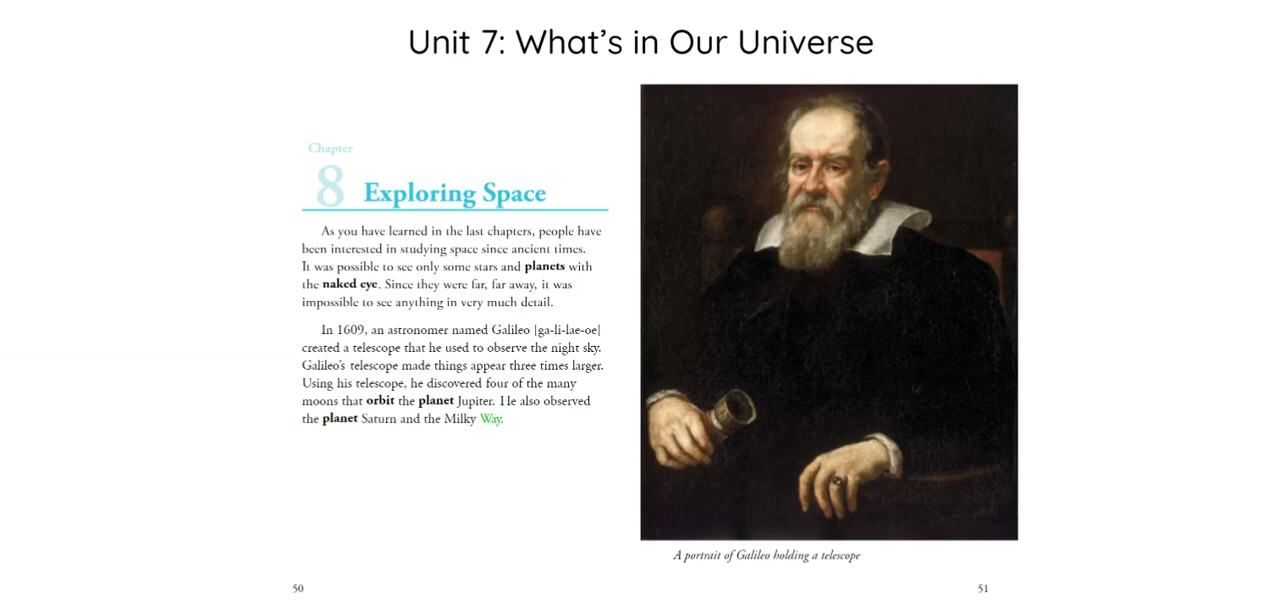 Unit 7: What's in Our Universe
Chapter
8 Exploring Space
As you have learned in the last chapters, people have
been interested in studying space since ancient times.
It was possible to see only some stars and planets with
the naked eye. Since they were far, far away, it was
impossible to see anything in very much detail.
In 1609, an astronomer named Galileo |ga-li-lae-oe|
created a telescope that he used to observe the night sky.
Galileo's telescope made things appear three times larger.
Using his telescope, he discovered four of the many
moons that orbit the planet Jupiter. He also observed
the planet Saturn and the Milky Way.
A portrait of Galileo holding a telescope
50
51